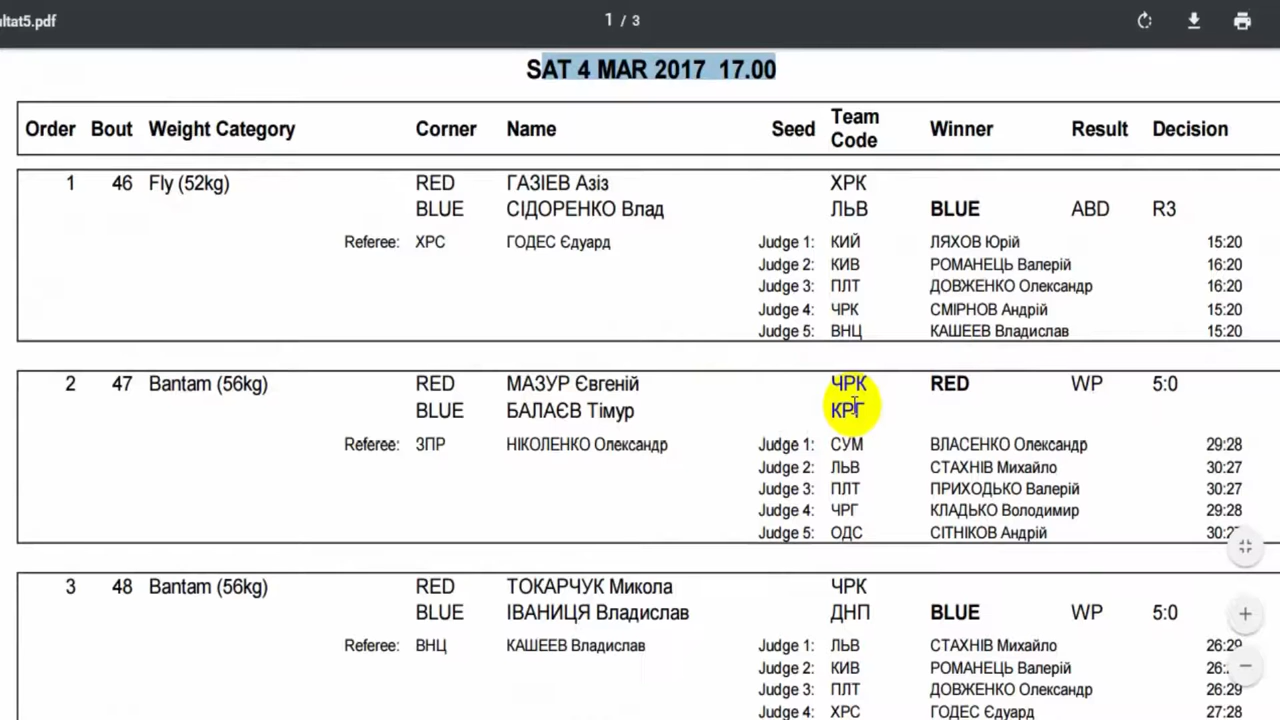 ltat5.pdf 1 / 3
SAT 4 MAR 2017 17.00
Order Bout Weight Category Corner Name Seed Team Code Winner Result Decision
1 46 Fly (52kg) RED ГАЗІЕВ Азіз ХРК
BLUE СІДОРЕНКО Влад ЛЬВ BLUE ABD R3
Referee: ХРС ГОДЕС Єдуард Judge 1: КИЙ ЛЯХОВ Юрій 15:20
Judge 2: КИВ РОМАНЕЦЬ Валерій 16:20
Judge 3: ПЛТ ДОВЖЕНКО Олександр 16:20
Judge 4: ЧРК СМІРНОВ Андрій 15:20
Judge 5: ВНЦ КАШЕЕВ Владислав 15:20
2 47 Bantam (56kg) RED МАЗУР Євгеній ЧРК RED WP 5:0
BLUE БАЛАЄВ Тімур КРГ
Referee: ЗПР НІКОЛЕНКО Олександр Judge 1: СУМ ВЛАСЕНКО Олександр 29:28
Judge 2: ЛЬВ СТАХНІВ Михайло 30:27
Judge 3: ПЛТ ПРИХОДЬКО Валерій 30:27
Judge 4: ЧРГ КЛАДЬКО Володимир 29:28
Judge 5: ОДС СІТНІКОВ Андрій 30:27
3 48 Bantam (56kg) RED ТОКАРЧУК Микола ЧРК
BLUE ІВАНИЦЯ Владислав ДНП BLUE WP 5:0
Referee: ВНЦ КАШЕЕВ Владислав Judge 1: ЛЬВ СТАХНІВ Михайло 26:29
Judge 2: КИВ РОМАНЕЦЬ Валерій
Judge 3: ПЛТ ДОВЖЕНКО Олександр 26:29
Judge 4: ХРС ГОДЕС Єдуард 27:28